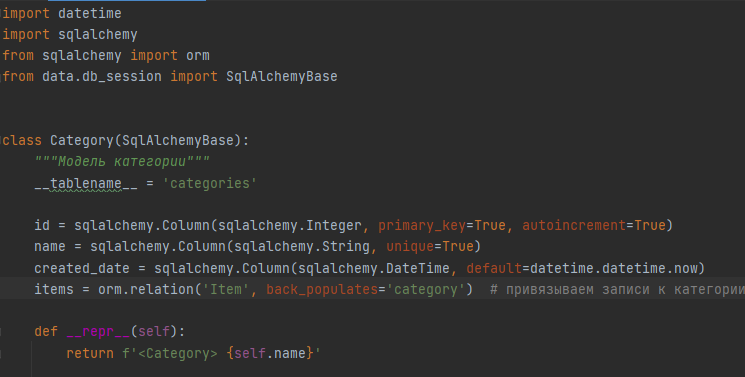 import datetime
import sqlalchemy
from sqlalchemy import orm
from data.db_session import SqlAlchemyBase
class Category(SqlAlchemyBase):
"""Модель категории"""
__tablename__ = 'categories'
id = sqlalchemy.Column(sqlalchemy.Integer, primary_key=True, autoincrement=True)
name = sqlalchemy.Column(sqlalchemy.String, unique=True)
created_date = sqlalchemy.Column(sqlalchemy.DateTime, default=datetime.datetime.now)
items = orm.relation('Item', back_populates='category')  # привязываем записи к категории
def __repr__(self):
return f'<Category> {self.name}'